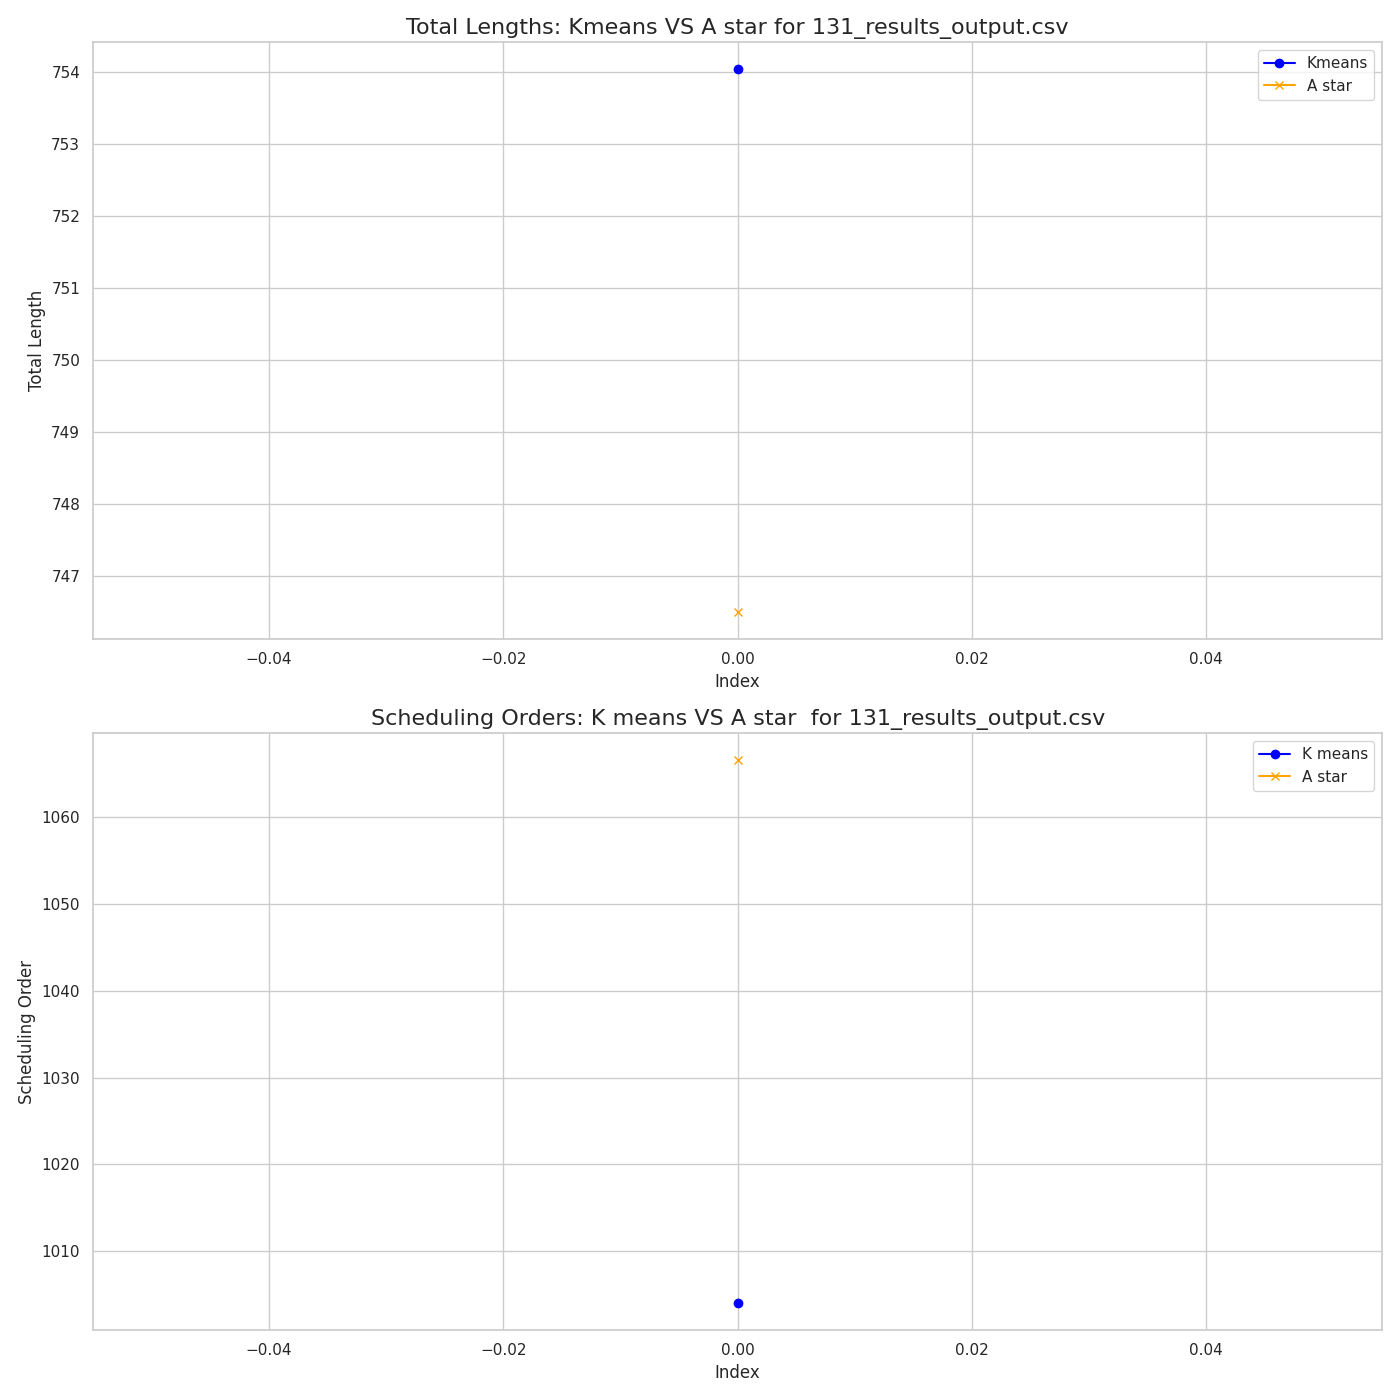 Total Lengths: Kmeans VS A star for 131_results_output.csv
Kmeans
A star
754
753
752
751
750
749
748
747
Total Length
−0.04 −0.02 0.00 0.02 0.04
Index
Scheduling Orders: K means VS A star  for 131_results_output.csv
K means
A star
1060
1050
1040
1030
1020
1010
Scheduling Order
−0.04 −0.02 0.00 0.02 0.04
Index